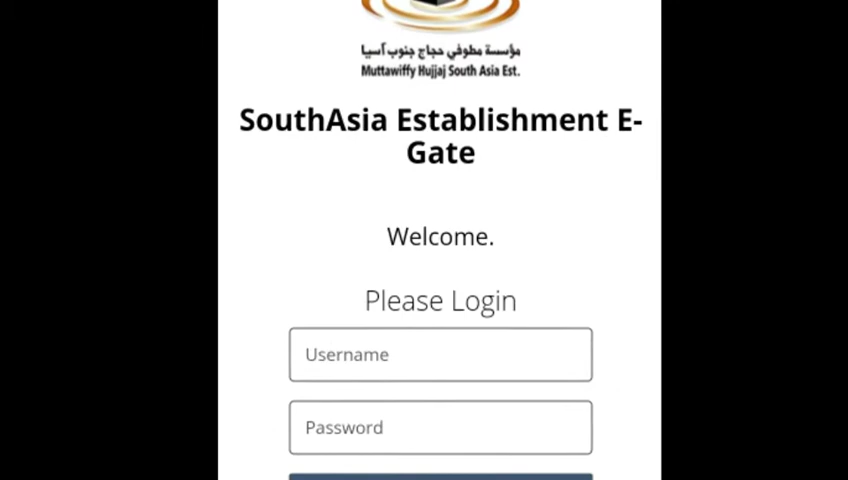 مؤسسة مطوفي حجاج جنوب آسيا
Muttawiffy Hujjaj South Asia Est.
SouthAsia Establishment E-
Gate
Welcome.
Please Login
Username
Password